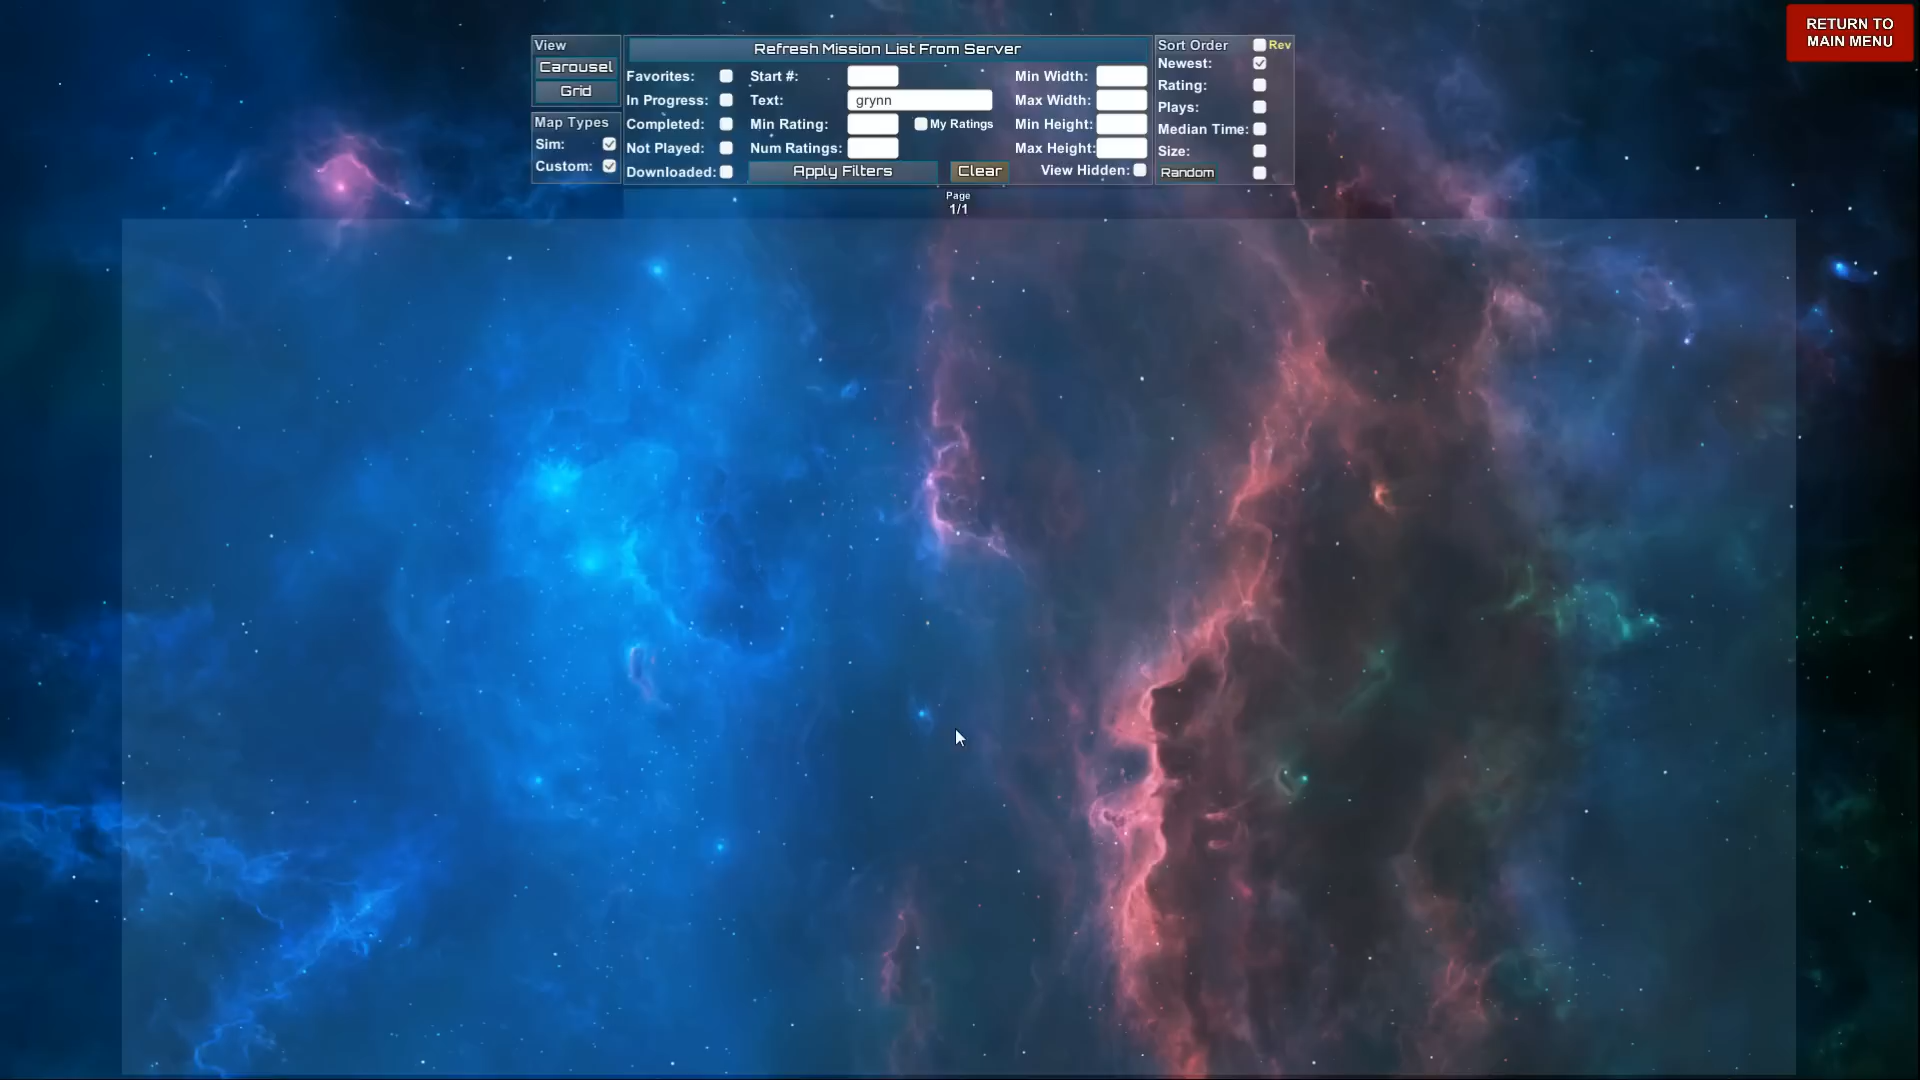 RETURN TO
MAIN MENU
View
Carousel
Grid
Map Types
Sim:
Custom:
Refresh Mission List From Server
Favorites:
In Progress:
Completed:
Not Played:
Downloaded:
Start #:
Text: grynn
Min Rating: My Ratings
Num Ratings:
Apply Filters Clear
Min Width:
Max Width:
Min Height:
Max Height:
View Hidden:
Sort Order Rev
Newest:
Rating:
Plays:
Median Time:
Size:
Random
Page
1/1